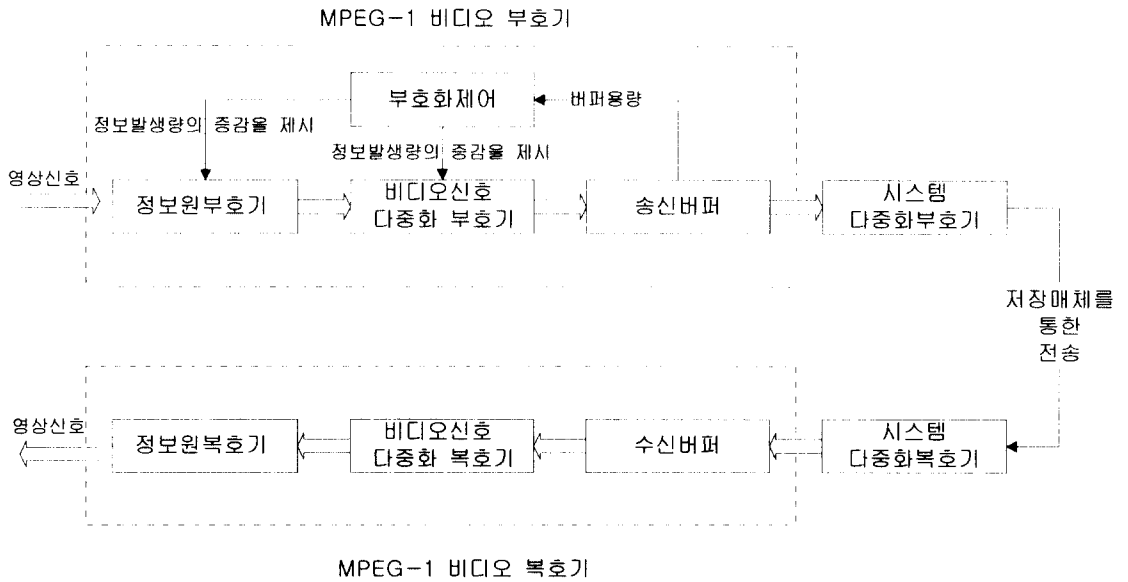 MPEG-1 비디오 부호기
부호화제어
버퍼용량
정보발생량의 증감율 제시
정보발생량의 증감율 제시
영상신호
정보원부호기
비디오신호
다중화 부호기
송신버퍼
시스템
다중화부호기
저장매체를
통한
전송
영상신호
정보원복호기
비디오신호
다중화 복호기
수신버퍼
시스템
다중화복호기
MPEG-1 비디오 복호기